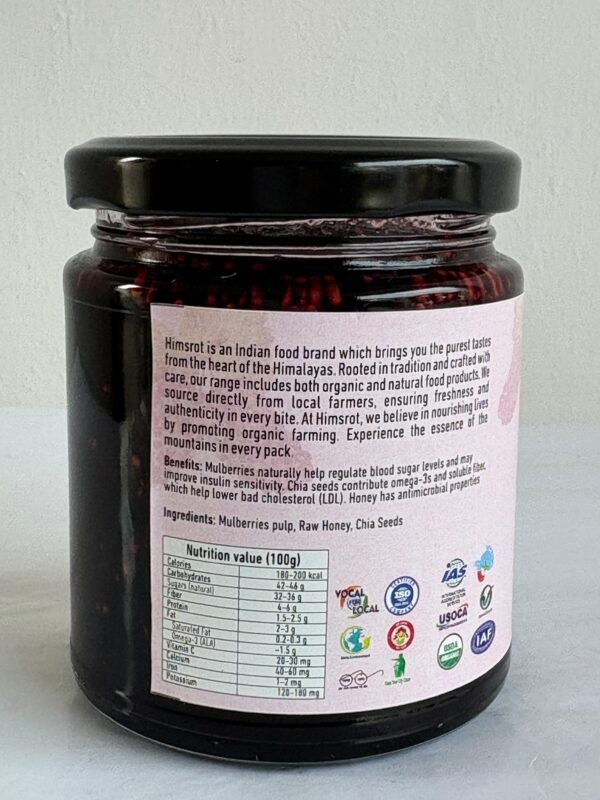 Himsrot is an Indian food brand which brings you the purest tastes
from the heart of the Himalayas. Rooted in tradition and crafted with
care, our range includes both organic and natural food products. We
source directly from local farmers, ensuring freshness and
authenticity in every bite. At Himsrot, we believe in nourishing lives
by promoting organic farming. Experience the essence of the
mountains in every pack.
Benefits: Mulberries naturally help regulate blood sugar levels and may
improve insulin sensitivity. Chia seeds contribute omega-3s and soluble fiber,
which help lower bad cholesterol (LDL). Honey has antimicrobial properties
Ingredients: Mulberries pulp, Raw Honey, Chia Seeds
Nutrition value (100g)
Calories 180-200 kcal
Carbohydrates 42-46 g
Sugars (natural) 32-36 g
Fiber 4-6 g
Protein 1.5-2.5 g
Fat 2-3 g
Saturated Fat 0.2-0.3 g
Omega-3 (ALA) ~1.5 g
Vitamin C 20-30 mg
Calcium 40-60 mg
Iron 1-2 mg
Potassium 120-180 mg
VOCAL
FOR
LOCAL
ISO
IAS
USOCA
USDA
ORGANIC
IAF